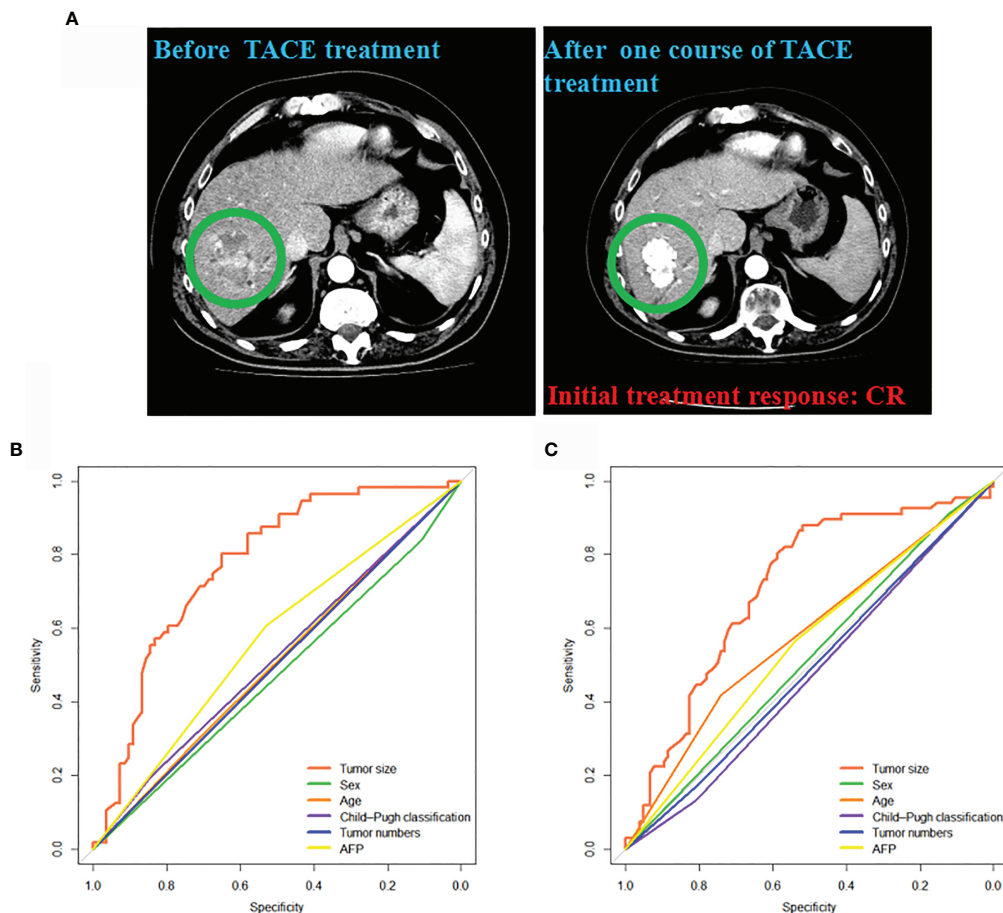 A
Before TACE treatment
After one course of TACE
treatment
Initial treatment response: CR
B
C
1.0
0.8
0.6
0.4
0.2
0.0
Sensitivity
Tumor size
Sex
Age
Child–Pugh classification
Tumor numbers
AFP
1.0
0.8
0.6
0.4
0.2
0.0
Specificity
1.0
0.8
0.6
0.4
0.2
0.0
Sensitivity
Tumor size
Sex
Age
Child–Pugh classification
Tumor numbers
AFP
1.0
0.8
0.6
0.4
0.2
0.0
Specificity